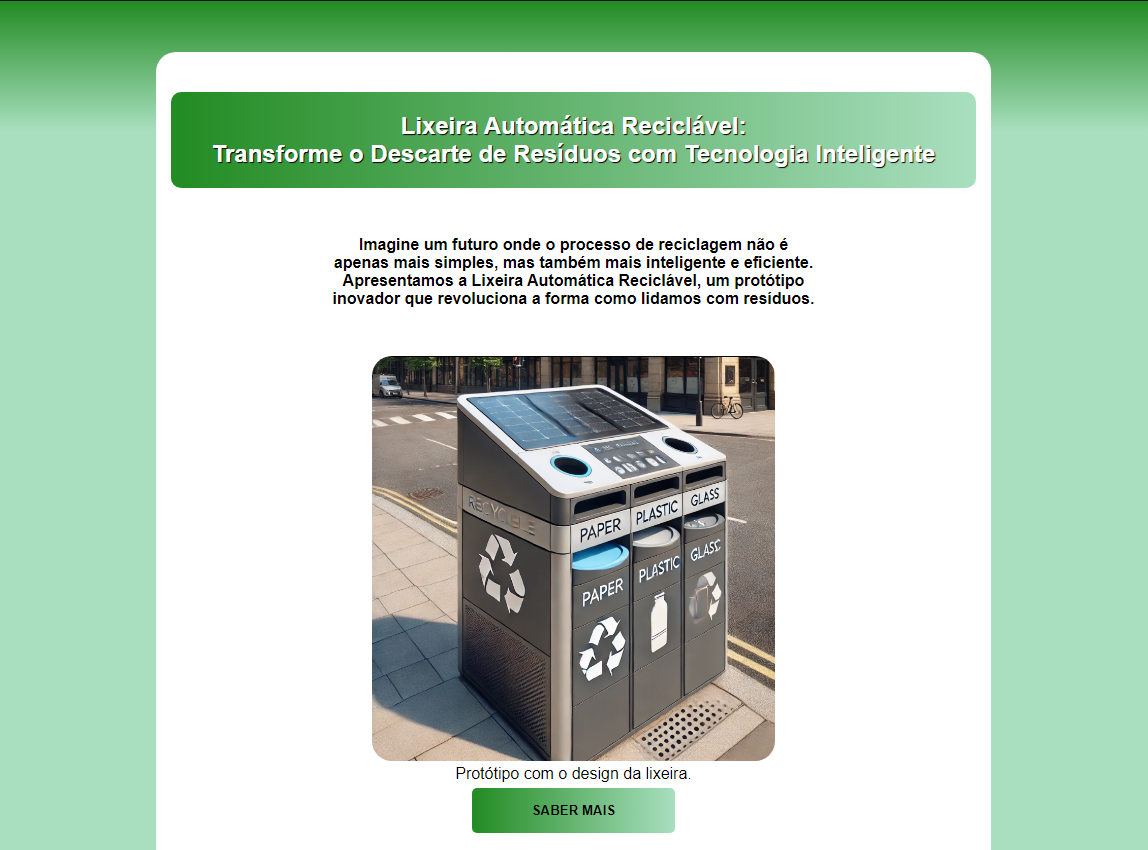 Lixeira Automática Reciclável:
Transforme o Descarte de Resíduos com Tecnologia Inteligente
Imagine um futuro onde o processo de reciclagem não é
apenas mais simples, mas também mais inteligente e eficiente.
Apresentamos a Lixeira Automática Reciclável, um protótipo
inovador que revoluciona a forma como lidamos com resíduos.
PAPER PLASTIC GLASS
PAPER PLASTIC GLASS
Protótipo com o design da lixeira.
SABER MAIS